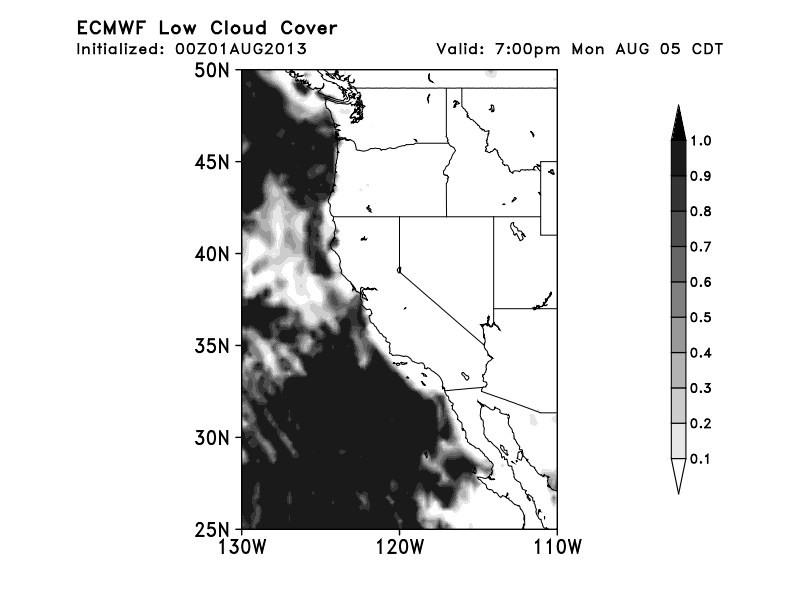 ECMWF Low Cloud Cover
Initialized: 00Z01AUG2013 Valid: 7:00pm Mon AUG 05 CDT
50N
45N
40N
35N
30N
25N
130W 120W 110W
1.0
0.9
0.8
0.7
0.6
0.5
0.4
0.3
0.2
0.1